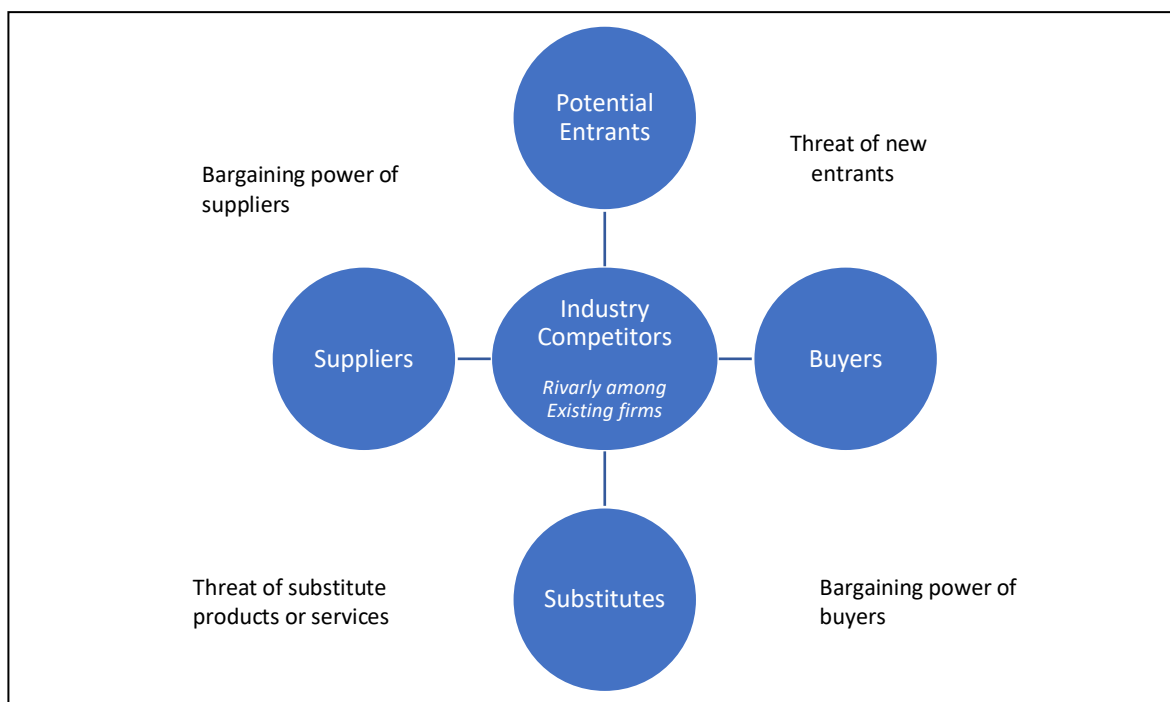 Potential
Entrants
Threat of new
entrants
Bargaining power of
suppliers
Suppliers
Industry
Competitors
Rivarly among
Existing firms
Buyers
Threat of substitute
products or services
Substitutes
Bargaining power of
buyers